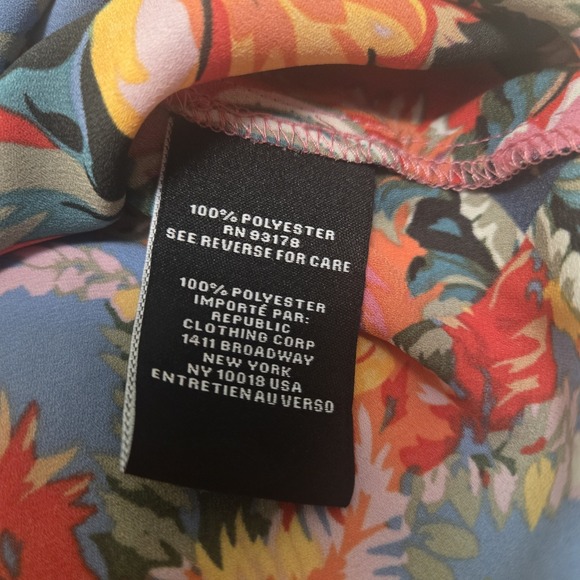 100% POLYESTER
RN 93178
SEE REVERSE FOR CARE
100% POLYESTER
IMPORTÉ PAR:
REPUBLIC
CLOTHING CORP
1411 BROADWAY
NEW YORK
NY 10018 USA
ENTRETIEN AU VERSO